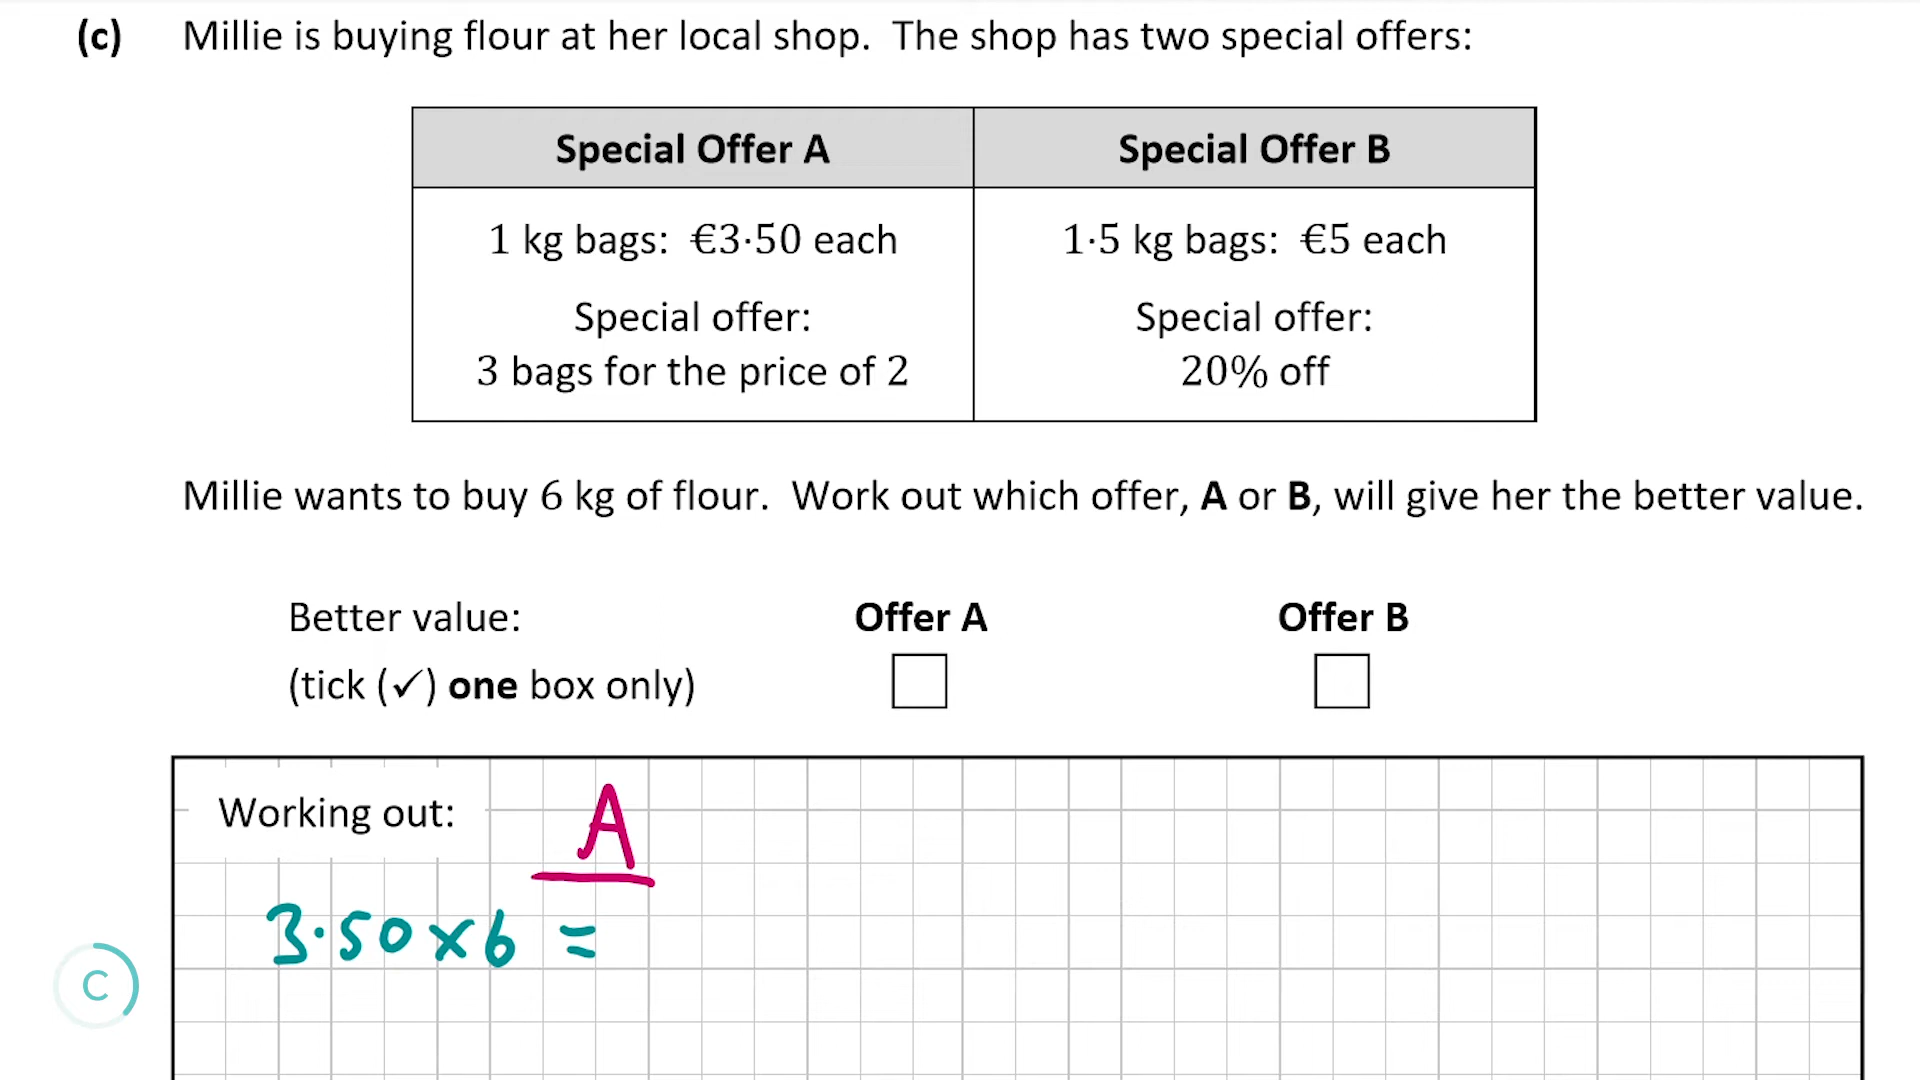 (c) Millie is buying flour at her local shop. The shop has two special offers:
Special Offer A Special Offer B
1 kg bags: €3·50 each 1·5 kg bags: €5 each
Special offer: Special offer:
3 bags for the price of 2 20% off
Millie wants to buy 6 kg of flour. Work out which offer, A or B, will give her the better value.
Better value: Offer A Offer B
(tick (✓) one box only)
Working out: A
3·50 × 6 =
C